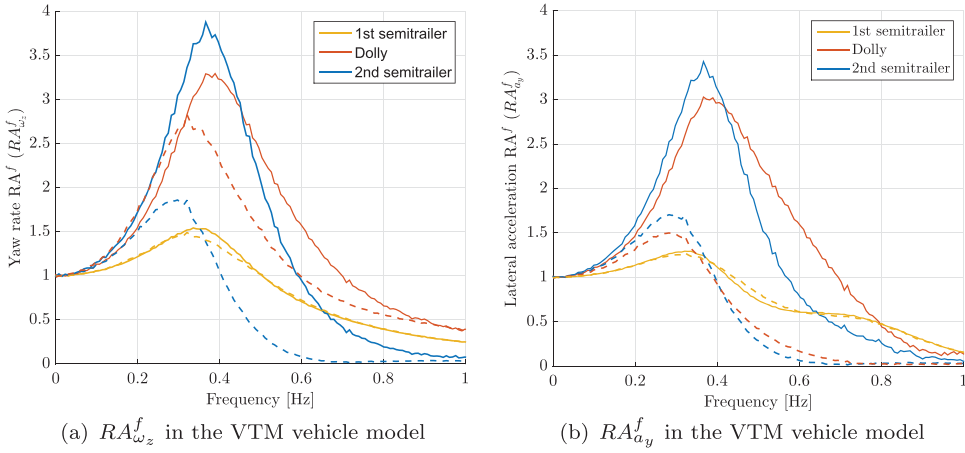 4
3.5
3
2.5
2
1.5
1
0.5
0
Yaw rate RA^f (RA^f_{ω_z})
1st semitrailer
Dolly
2nd semitrailer
0 0.2 0.4 0.6 0.8 1
Frequency [Hz]
(a) RA^f_{ω_z} in the VTM vehicle model
4
3.5
3
2.5
2
1.5
1
0.5
0
Lateral acceleration RA^f (RA^f_{a_y})
1st semitrailer
Dolly
2nd semitrailer
0 0.2 0.4 0.6 0.8 1
Frequency [Hz]
(b) RA^f_{a_y} in the VTM vehicle model